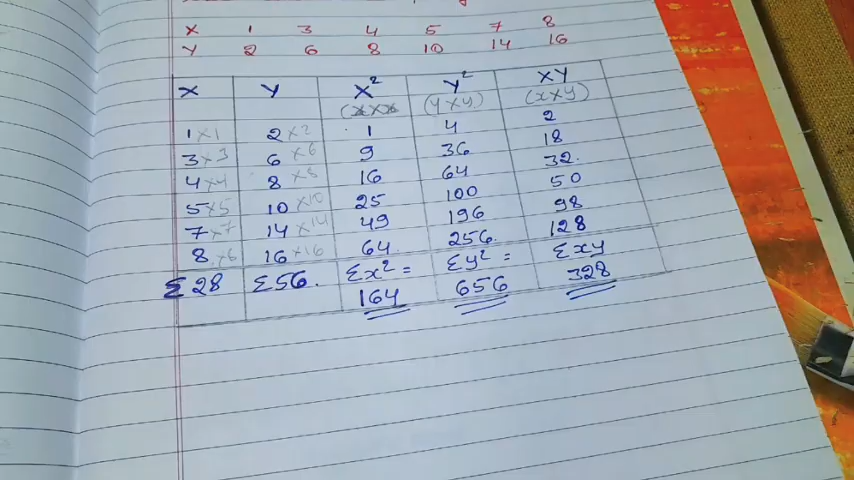 X 1 3 4 5 7 8
Y 2 6 8 10 14 16
X Y X² Y² XY
(x×x) (y×y) (x×y)
1×1 2×2 1 4 2
3×3 6×6 9 36 18
4×4 8×8 16 64 32.
5×5 10×10 25 100 50
7×7 14×14 49 196 98
8.×6 16×16 64. 256. 128
Σ28 Σ56. Σx² = Σy² = Σxy
164 656 328